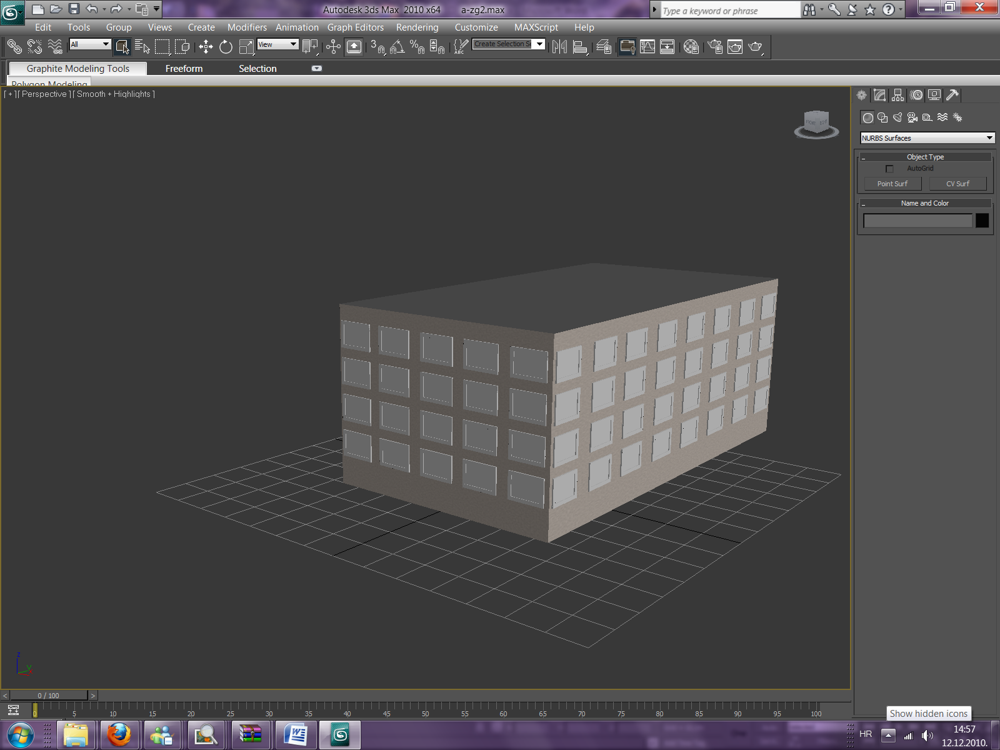 Autodesk 3ds Max 2010 x64 a-zg2.max
Type a keyword or phrase
Edit Tools Group Views Create Modifiers Animation Graph Editors Rendering Customize MAXScript Help
All
View
3
ABC
Create Selection Se
Graphite Modeling Tools Freeform Selection
Polygon Modeling
[ + ][ Perspective ][ Smooth + Highlights ]
NURBS Surfaces
Object Type
AutoGrid
Point Surf CV Surf
Name and Color
z
y
x
< 0 / 100 >
0 5 10 15 20 25 30 35 40 45 50 55 60 65 70 75 80 85 90 95 100
Show hidden icons
HR
14:57
12.12.2010.